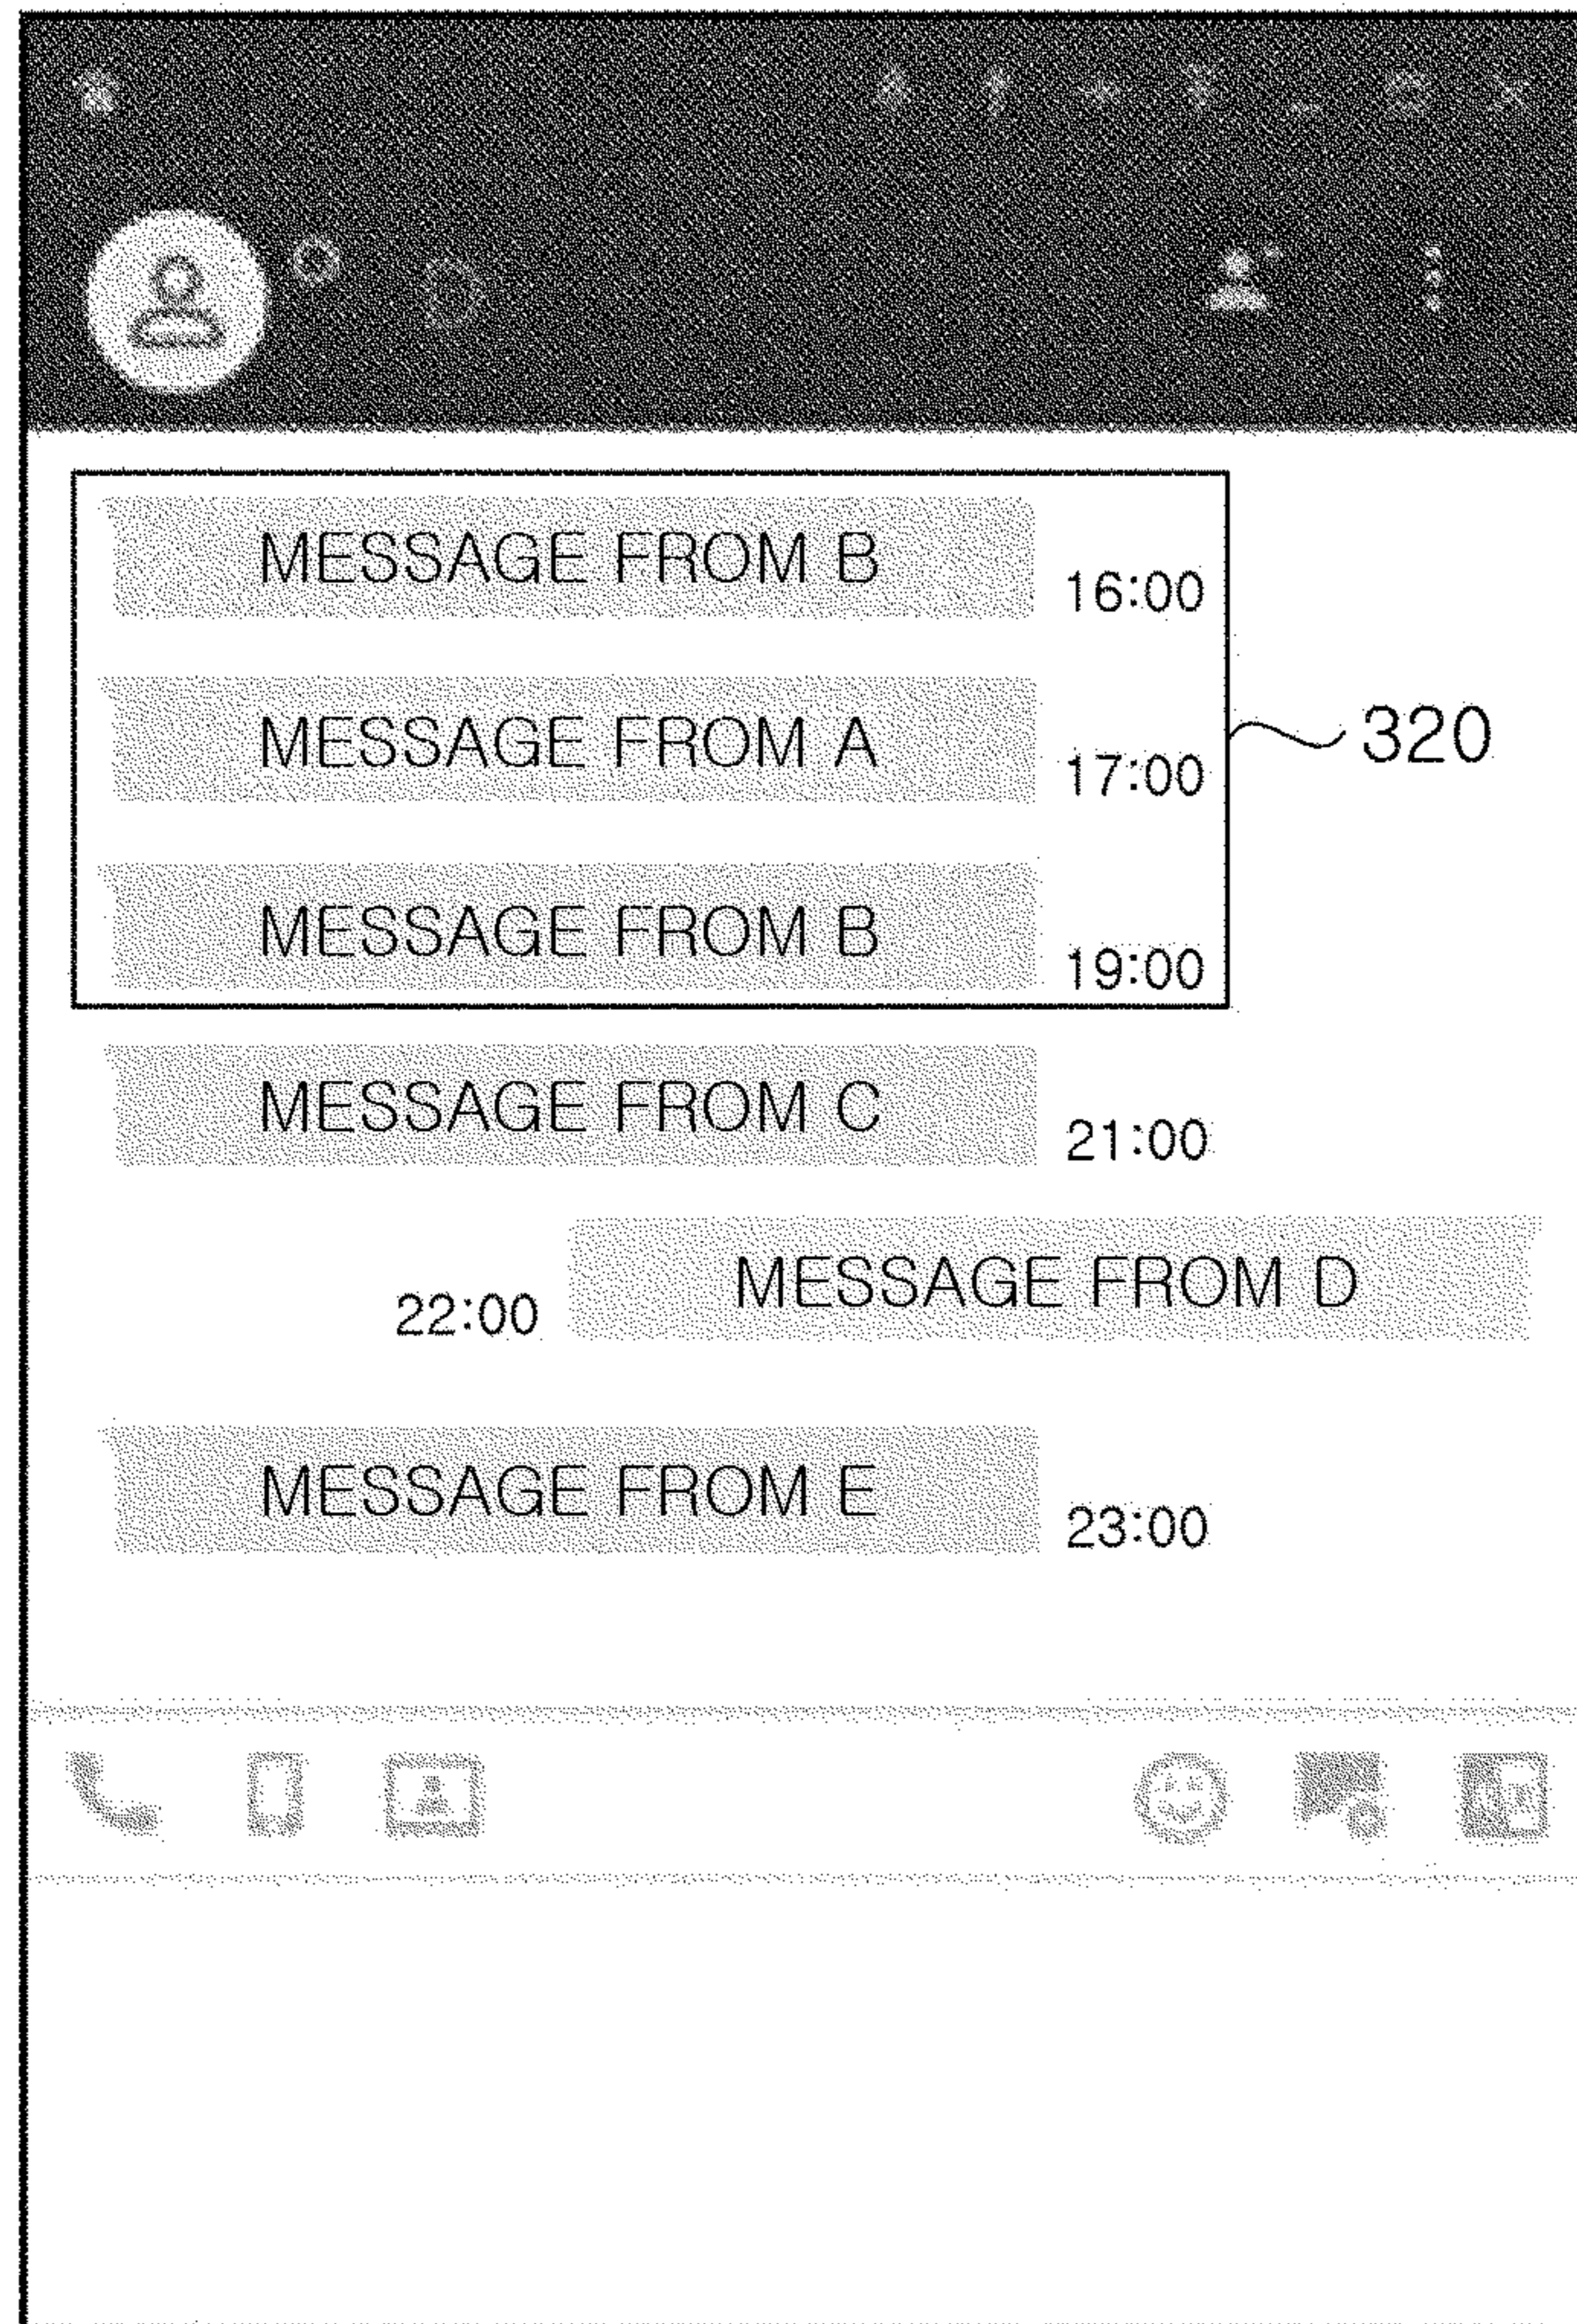 D
MESSAGE FROM B
16:00
MESSAGE FROM A
17:00
320
MESSAGE FROM B
19:00
MESSAGE FROM C
21:00
MESSAGE FROM D
22:00
MESSAGE FROM E
23:00